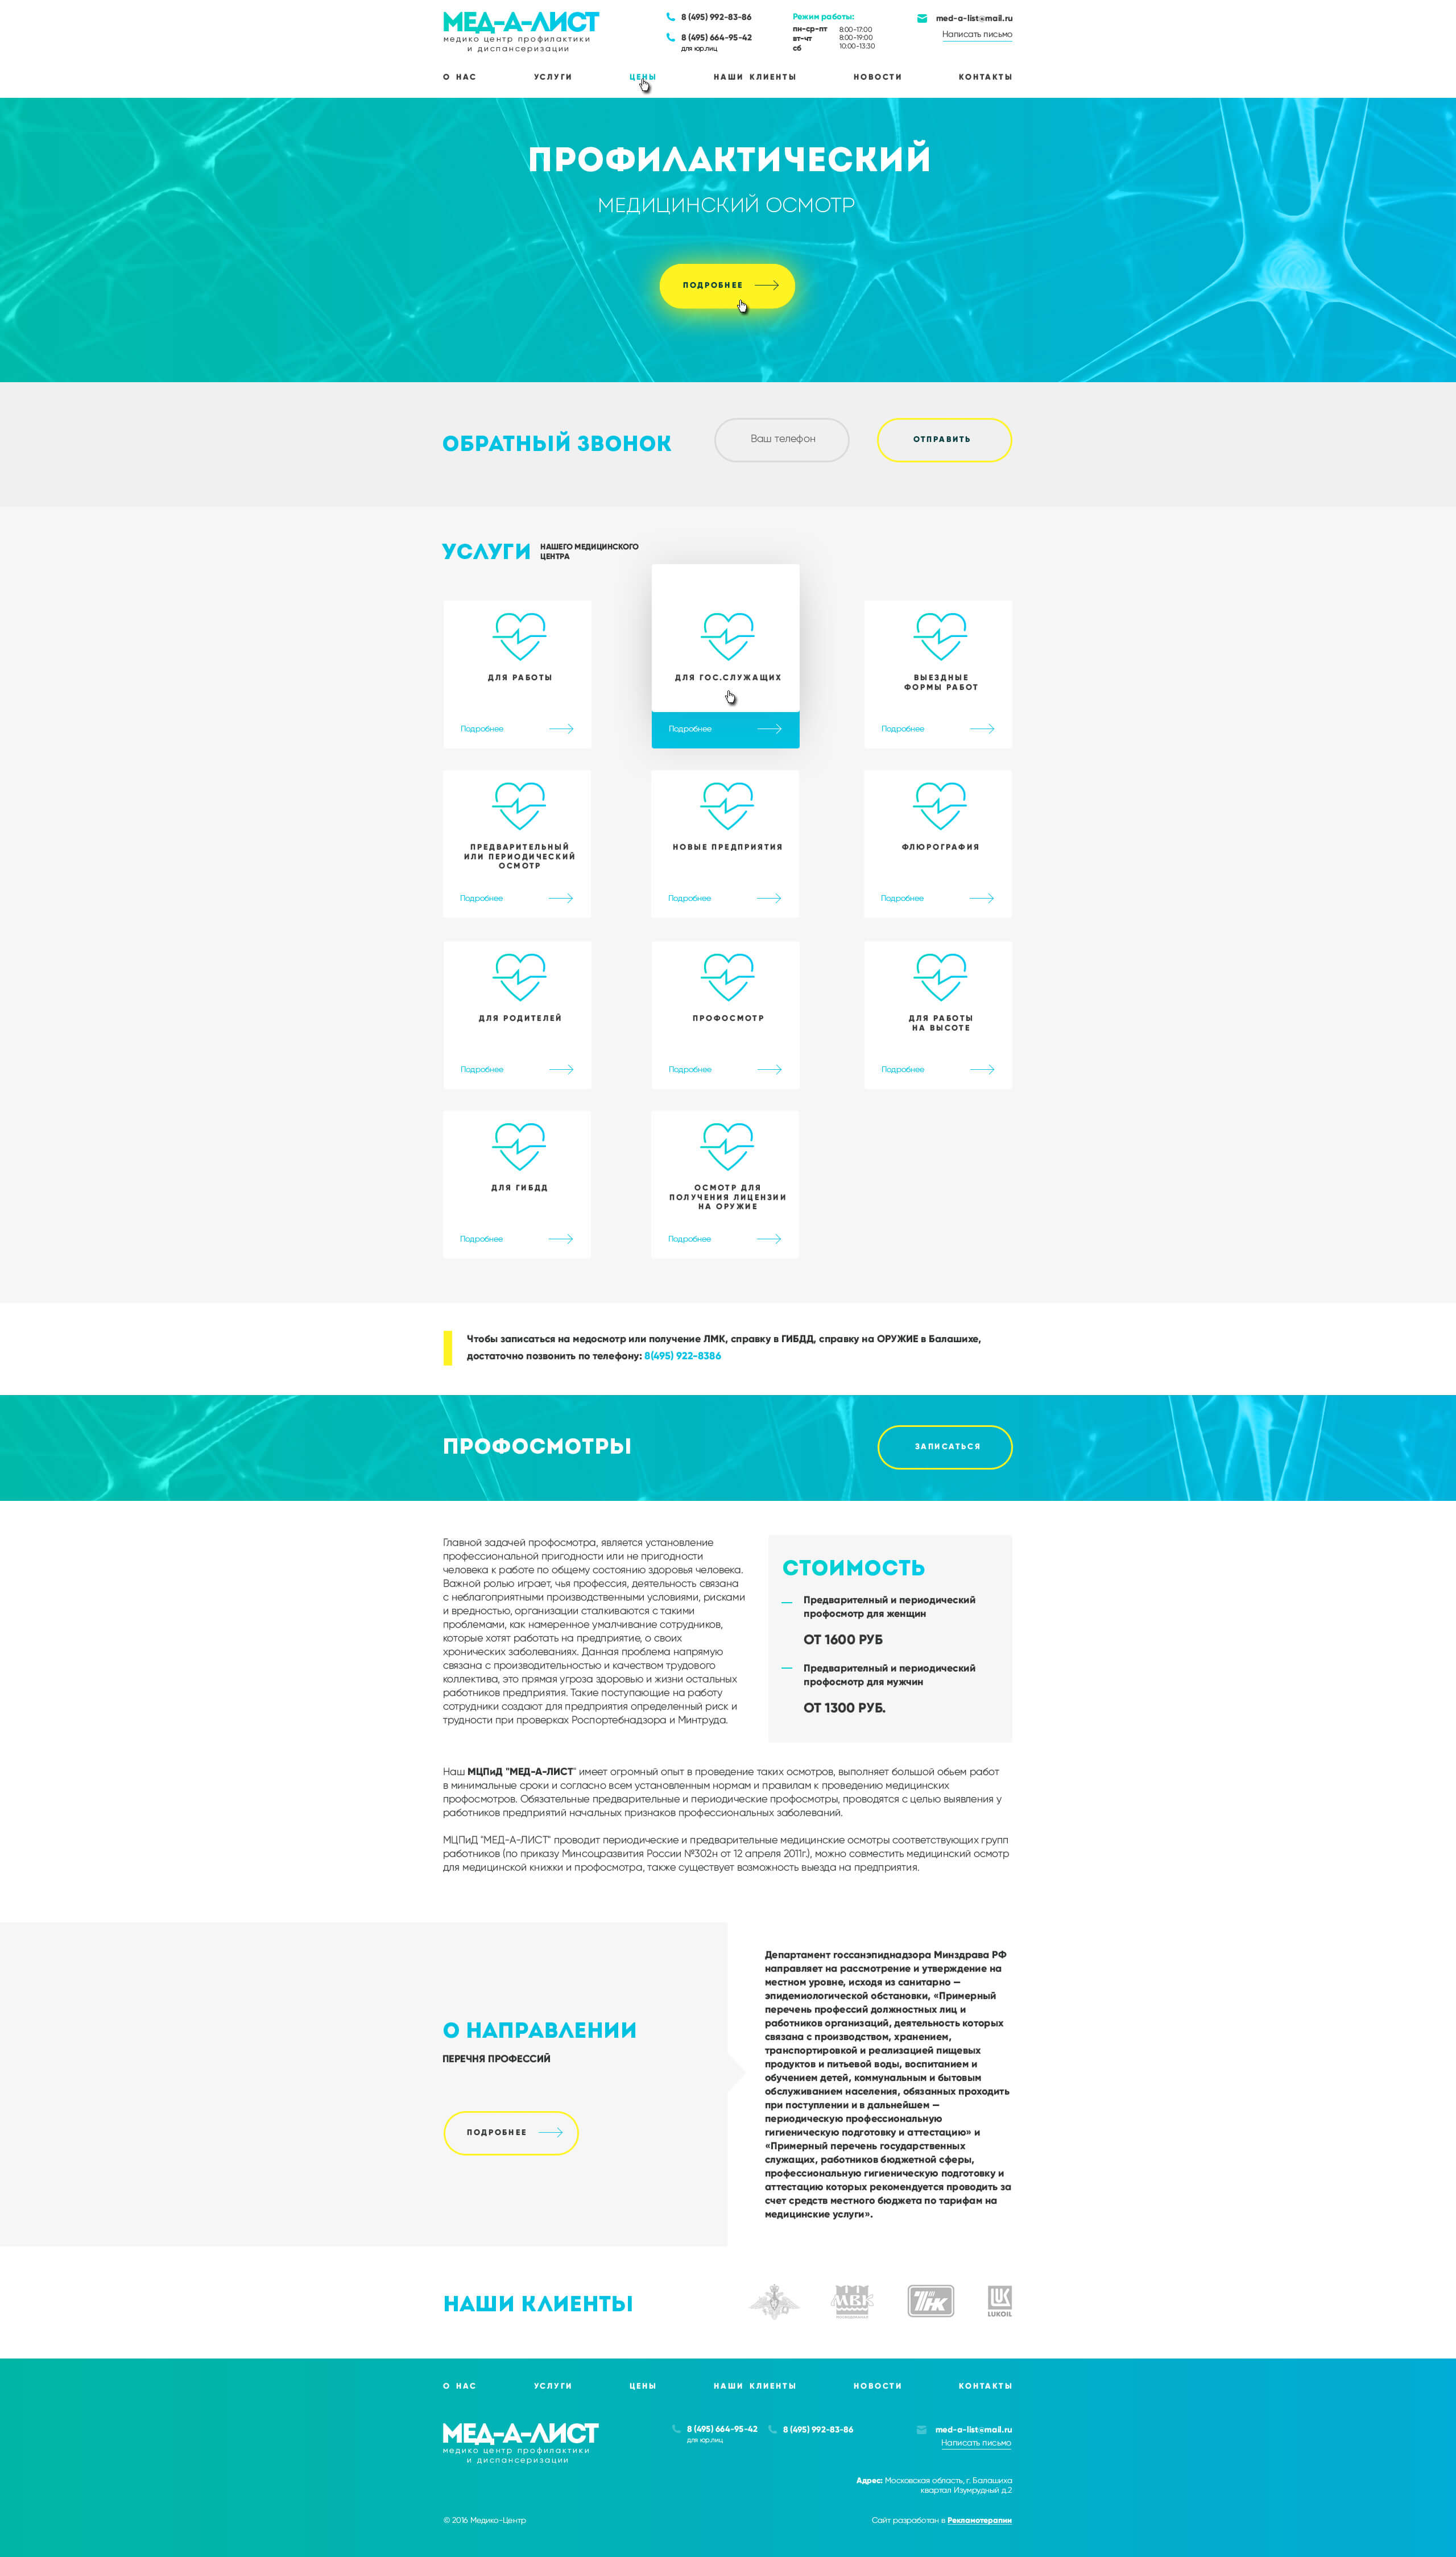 МЕД-А-ЛИСТ
медико центр профилактики
и диспансеризации
8 (495) 992-83-86
8 (495) 664-95-42
для юр.лиц
Режим работы:
пн-ср-пт 8:00-17:00
вт-чт 8:00-19:00
сб 10:00-13:30
med-a-list@mail.ru
Написать письмо
О НАС УСЛУГИ ЦЕНЫ НАШИ КЛИЕНТЫ НОВОСТИ КОНТАКТЫ
ПРОФИЛАКТИЧЕСКИЙ
МЕДИЦИНСКИЙ ОСМОТР
ПОДРОБНЕЕ
ОБРАТНЫЙ ЗВОНОК
Ваш телефон
ОТПРАВИТЬ
УСЛУГИ
НАШЕГО МЕДИЦИНСКОГО
ЦЕНТРА
ДЛЯ РАБОТЫ
Подробнее
ДЛЯ ГОС.СЛУЖАЩИХ
Подробнее
ВЫЕЗДНЫЕ
ФОРМЫ РАБОТ
Подробнее
ПРЕДВАРИТЕЛЬНЫЙ
ИЛИ ПЕРИОДИЧЕСКИЙ
ОСМОТР
Подробнее
НОВЫЕ ПРЕДПРИЯТИЯ
Подробнее
ФЛЮРОГРАФИЯ
Подробнее
ДЛЯ РОДИТЕЛЕЙ
Подробнее
ПРОФОСМОТР
Подробнее
ДЛЯ РАБОТЫ
НА ВЫСОТЕ
Подробнее
ДЛЯ ГИБДД
Подробнее
ОСМОТР ДЛЯ
ПОЛУЧЕНИЯ ЛИЦЕНЗИИ
НА ОРУЖИЕ
Подробнее
Чтобы записаться на медосмотр или получение ЛМК, справку в ГИБДД, справку на ОРУЖИЕ в Балашихе,
достаточно позвонить по телефону: 8(495) 922-8386
ПРОФОСМОТРЫ
ЗАПИСАТЬСЯ
Главной задачей профосмотра, является установление
профессиональной пригодности или не пригодности
человека к работе по общему состоянию здоровья человека.
Важной ролью играет, чья профессия, деятельность связана
с неблагоприятными производственными условиями, рисками
и вредностью, организации сталкиваются с такими
проблемами, как намеренное умалчивание сотрудников,
которые хотят работать на предприятие, о своих
хронических заболеваниях. Данная проблема напрямую
связана с производительностью и качеством трудового
коллектива, это прямая угроза здоровью и жизни остальных
работников предприятия. Такие поступающие на работу
сотрудники создают для предприятия определенный риск и
трудности при проверках Роспортебнадзора и Минтруда.
СТОИМОСТЬ
Предварителный и периодический
профосмотр для женщин
ОТ 1600 РУБ
Предварителный и периодический
профосмотр для мужчин
ОТ 1300 РУБ.
Наш МЦПиД "МЕД-А-ЛИСТ" имеет огромный опыт в проведение таких осмотров, выполняет большой обьем работ
в минимальные сроки и согласно всем установленным нормам и правилам к проведению медицинских
профосмотров. Обязательные предварительные и периодические профосмотры, проводятся с целью выявления у
работников предприятий начальных признаков профессиональных заболеваний.
МЦПиД "МЕД-А-ЛИСТ" проводит периодические и предварительные медицинские осмотры соответствующих групп
работников (по приказу Минсоцразвития России №302н от 12 апреля 2011г.), можно совместить медицинский осмотр
для медицинской книжки и профосмотра, также существует возможность выезда на предприятия.
О НАПРАВЛЕНИИ
ПЕРЕЧНЯ ПРОФЕССИЙ
ПОДРОБНЕЕ
Департамент госсанэпиднадзора Минздрава РФ
направляет на рассмотрение и утверждение на
местном уровне, исходя из санитарно —
эпидемиологической обстановки, «Примерный
перечень профессий должностных лиц и
работников организаций, деятельность которых
связана с производством, хранением,
транспортировкой и реализацией пищевых
продуктов и питьевой воды, воспитанием и
обучением детей, коммунальным и бытовым
обслуживанием населения, обязанных проходить
при поступлении и в дальнейшем —
периодическую профессиональную
гигиеническую подготовку и аттестацию» и
«Примерный перечень государственных
служащих, работников бюджетной сферы,
профессиональную гигиеническую подготовку и
аттестацию которых рекомендуется проводить за
счет средств местного бюджета по тарифам на
медицинские услуги».
НАШИ КЛИЕНТЫ
МВК
ТНК
LUK
LUKOIL
О НАС УСЛУГИ ЦЕНЫ НАШИ КЛИЕНТЫ НОВОСТИ КОНТАКТЫ
МЕД-А-ЛИСТ
медико центр профилактики
и диспансеризации
8 (495) 664-95-42
для юр.лиц
8 (495) 992-83-86
med-a-list@mail.ru
Написать письмо
Адрес: Московская область, г. Балашиха
квартал Изумрудный д.2
© 2016 Медико-Центр
Сайт разработан в Рекламотерапии